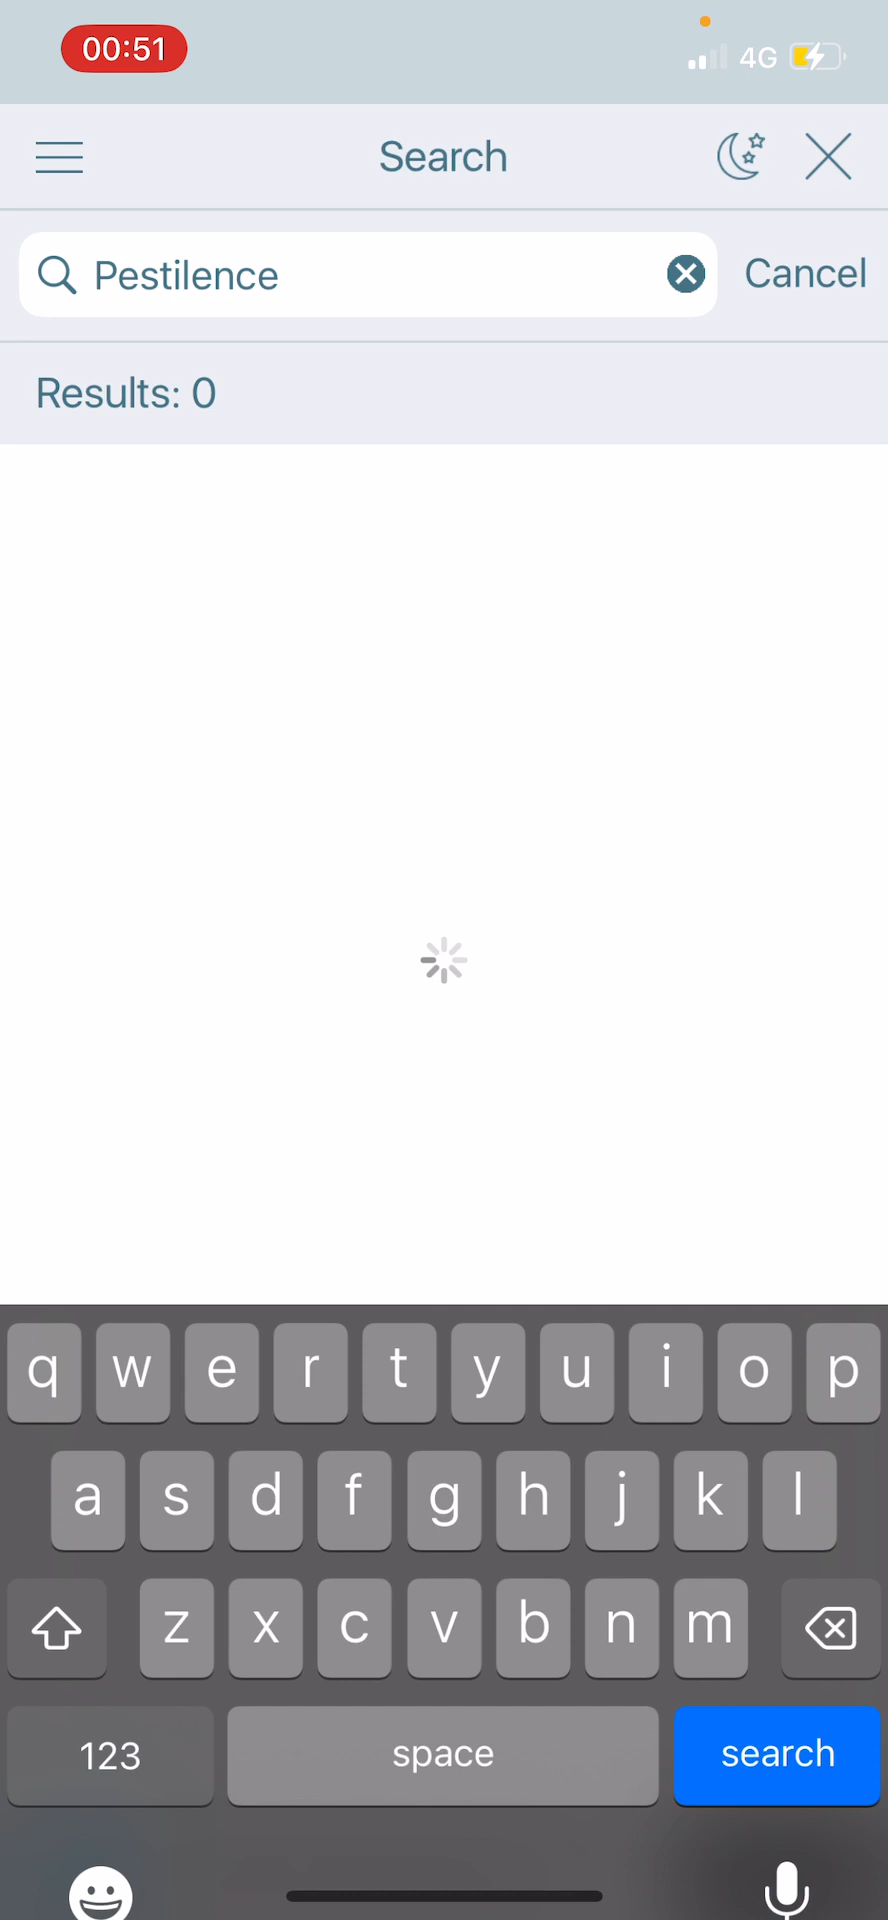 00:51 4G
Search
Pestilence Cancel
Results: 0
q w e r t y u i o p
a s d f g h j k l
z x c v b n m
123 space search